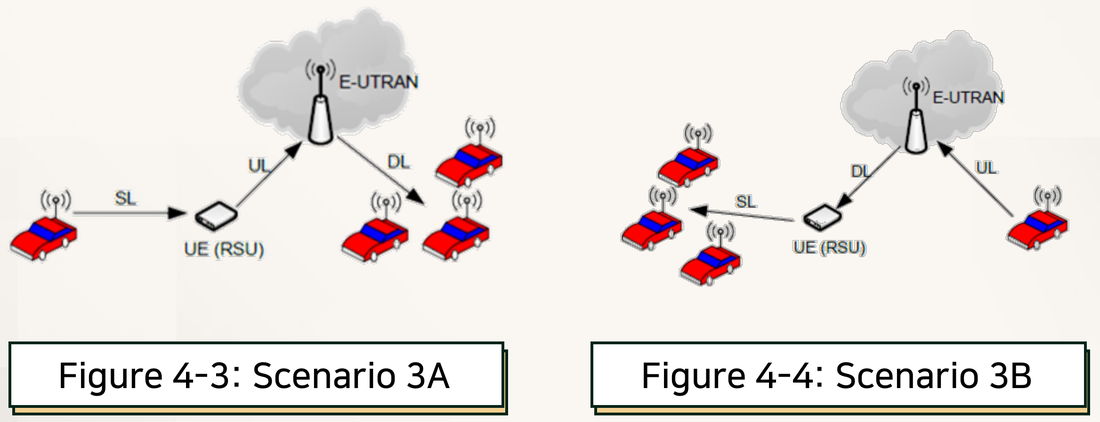 E-UTRAN
UL
DL
SL
UE (RSU)
Figure 4-3: Scenario 3A
E-UTRAN
DL
UL
SL
UE (RSU)
Figure 4-4: Scenario 3B